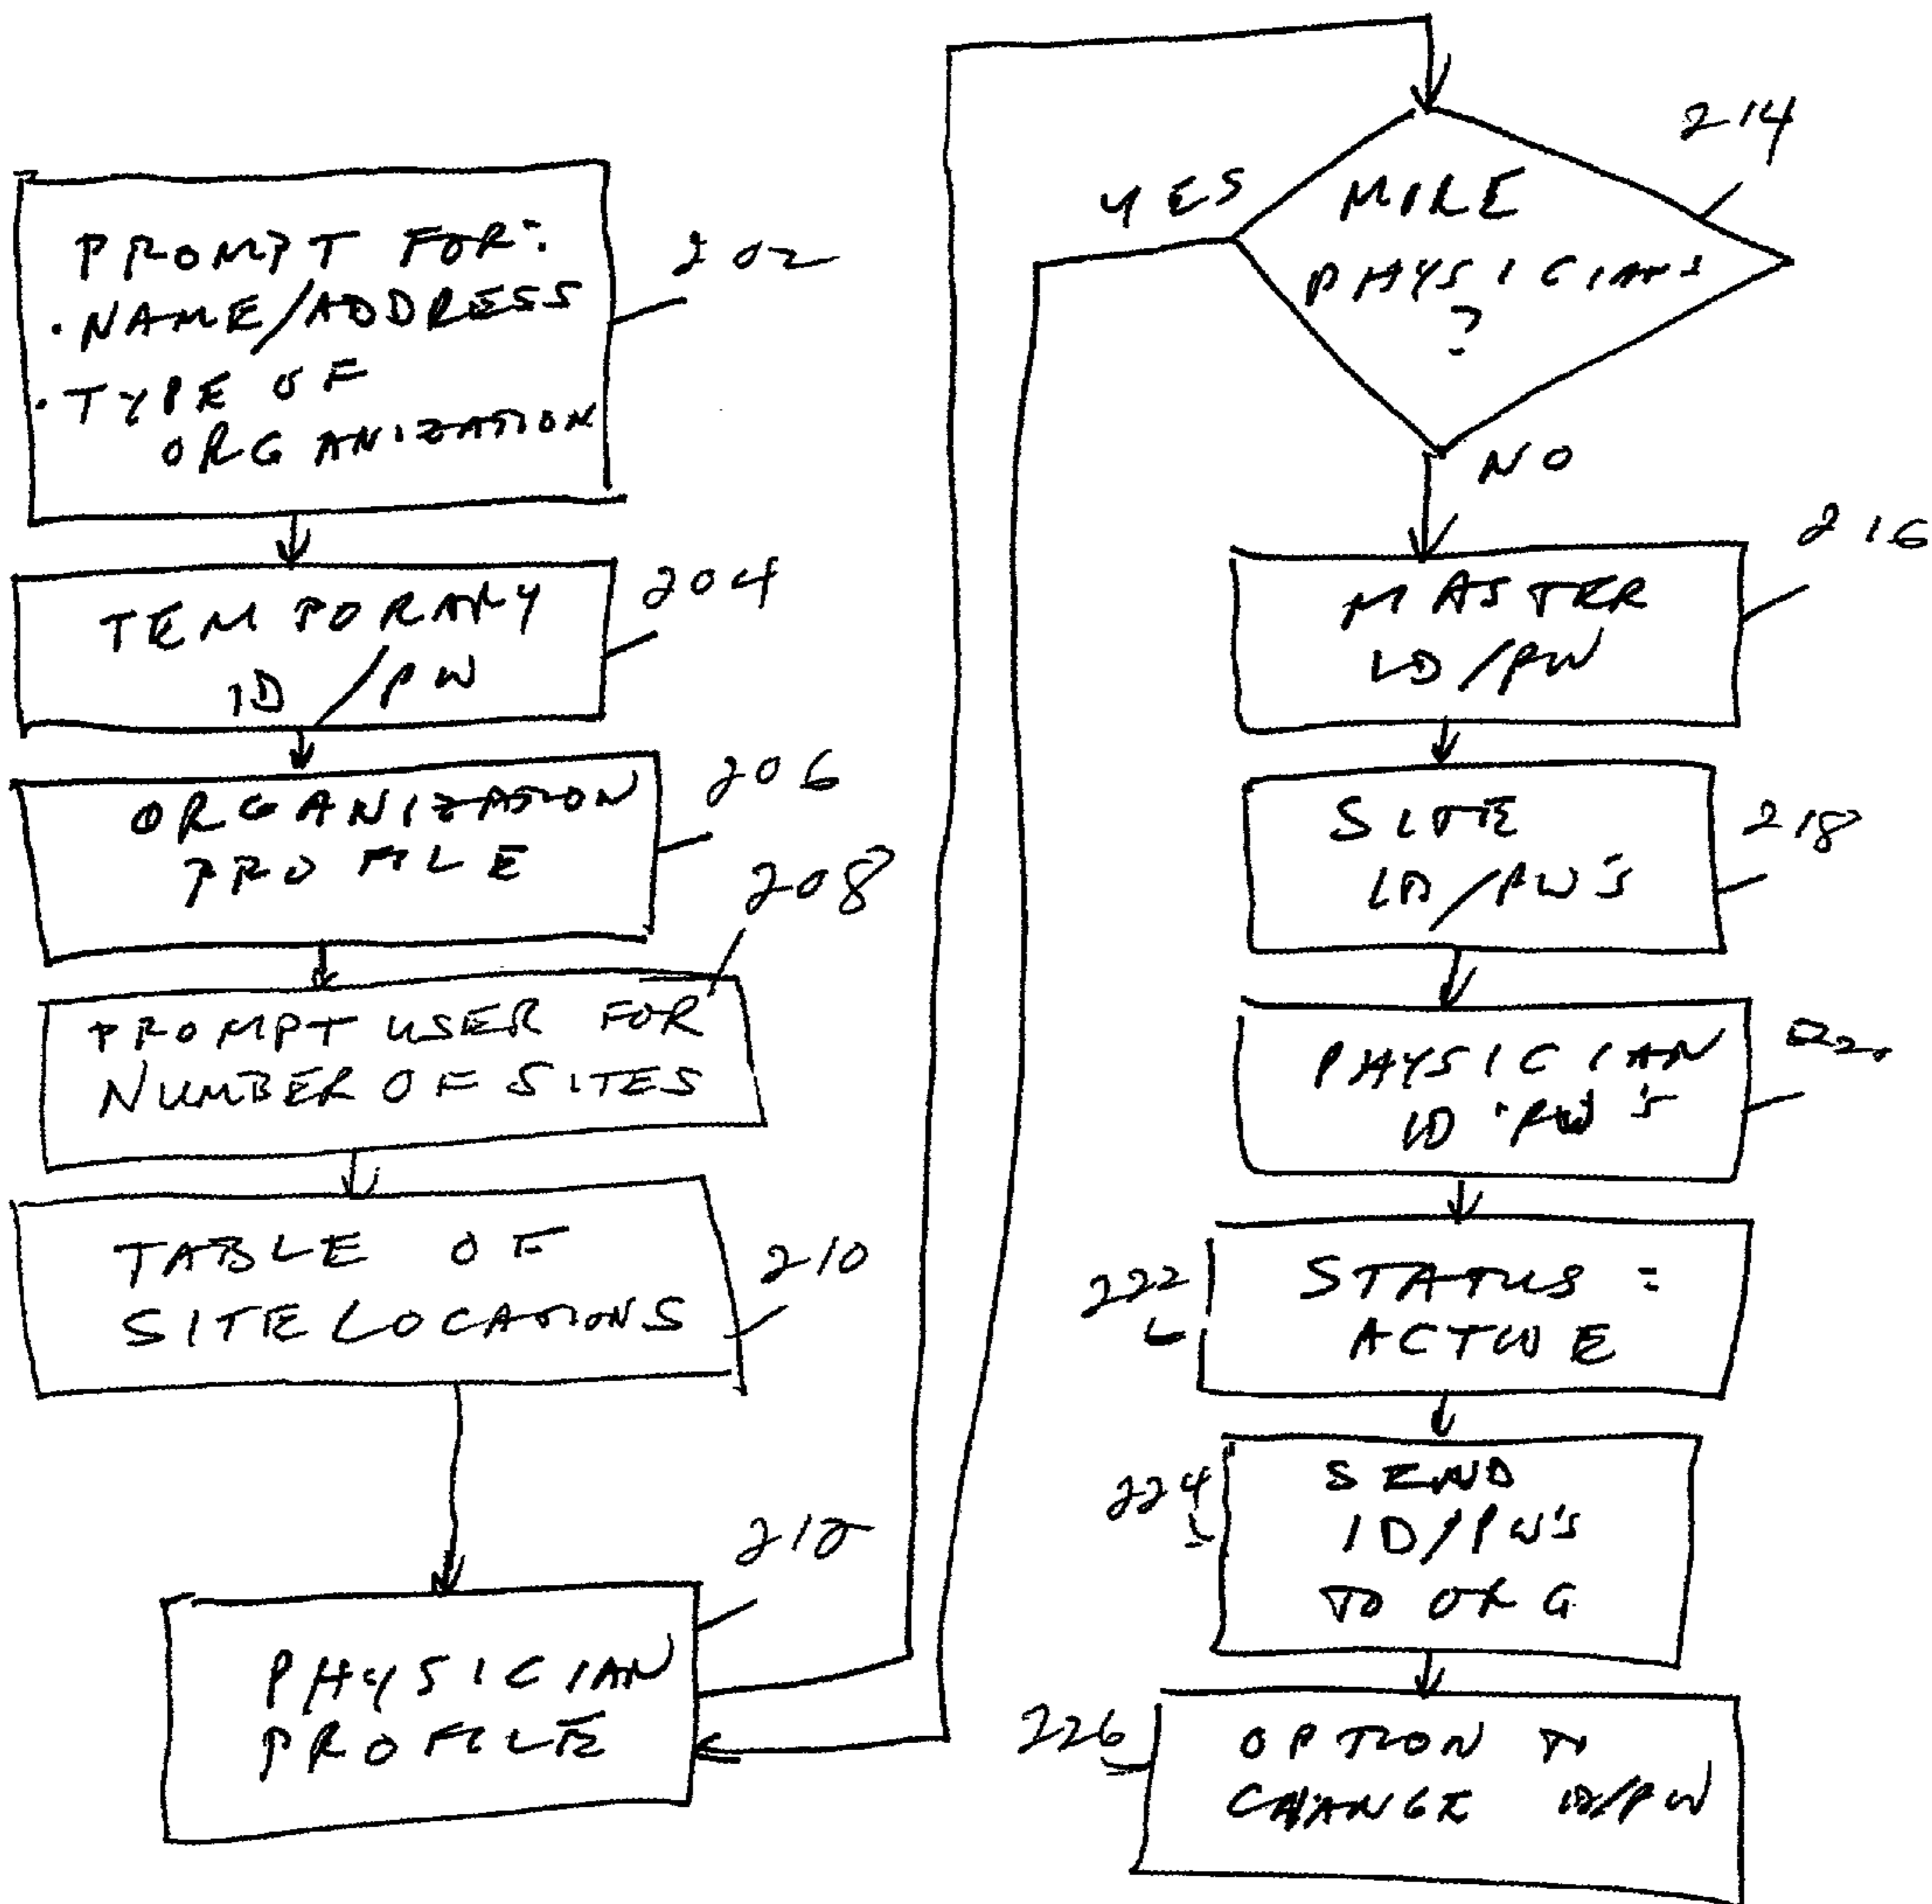 PROMPT FOR:
• NAME/ADDRESS
• TYPE OF
ORGANIZATION
202
TEMPORARY
ID/PW
204
ORGANIZATION
PROFILE
206
208
PROMPT USER FOR
NUMBER OF SITES
TABLE OF
SITE LOCATIONS
210
212
PHYSICIAN
PROFILE
214
YES
MORE
PHYSICIANS
?
NO
216
MASTER
ID/PW
SITE
ID/PW'S
218
PHYSICIAN
ID/PW'S
220
222
STATUS =
ACTIVE
224
SEND
ID/PW'S
TO ORG
226
OPTION TO
CHANGE ID/PW